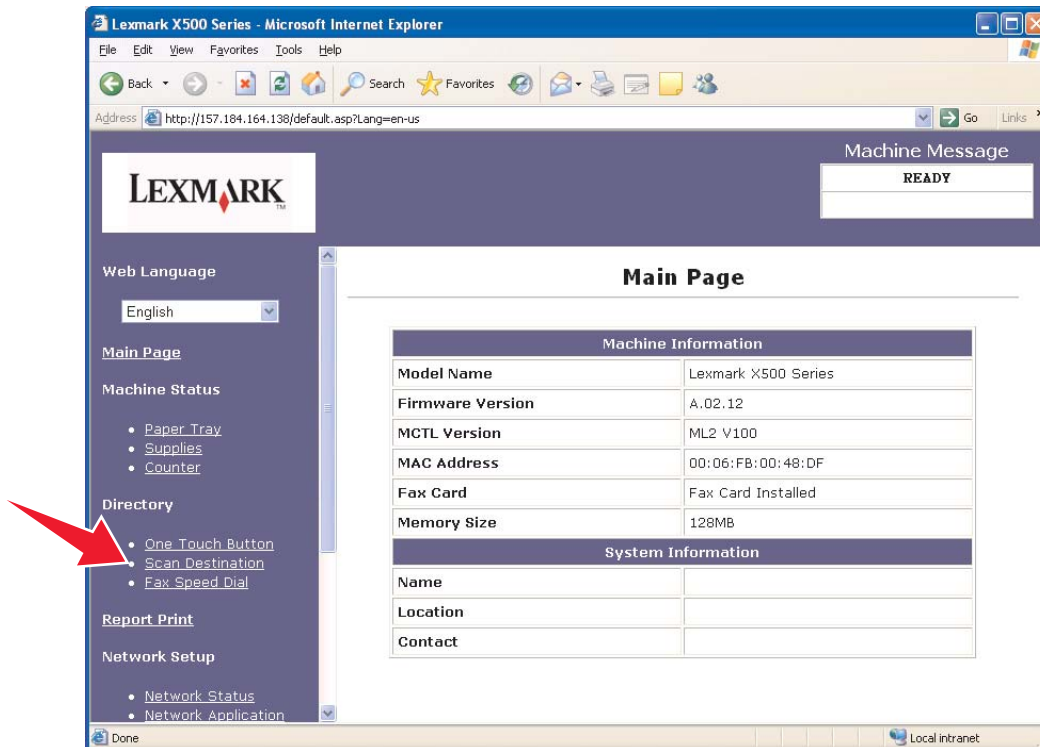 Lexmark X500 Series - Microsoft Internet Explorer
File Edit View Favorites Tools Help
Back Search Favorites
Address http://157.184.164.138/default.asp?Lang=en-us Go Links
LEXMARK TM
Machine Message
READY
Web Language
English
Main Page
Machine Status
Paper Tray
Supplies
Counter
Directory
One Touch Button
Scan Destination
Fax Speed Dial
Report Print
Network Setup
Network Status
Network Application
Main Page
Machine Information
Model Name Lexmark X500 Series
Firmware Version A.02.12
MCTL Version ML2 V100
MAC Address 00:06:FB:00:48:DF
Fax Card Fax Card Installed
Memory Size 128MB
System Information
Name
Location
Contact
Done Local intranet